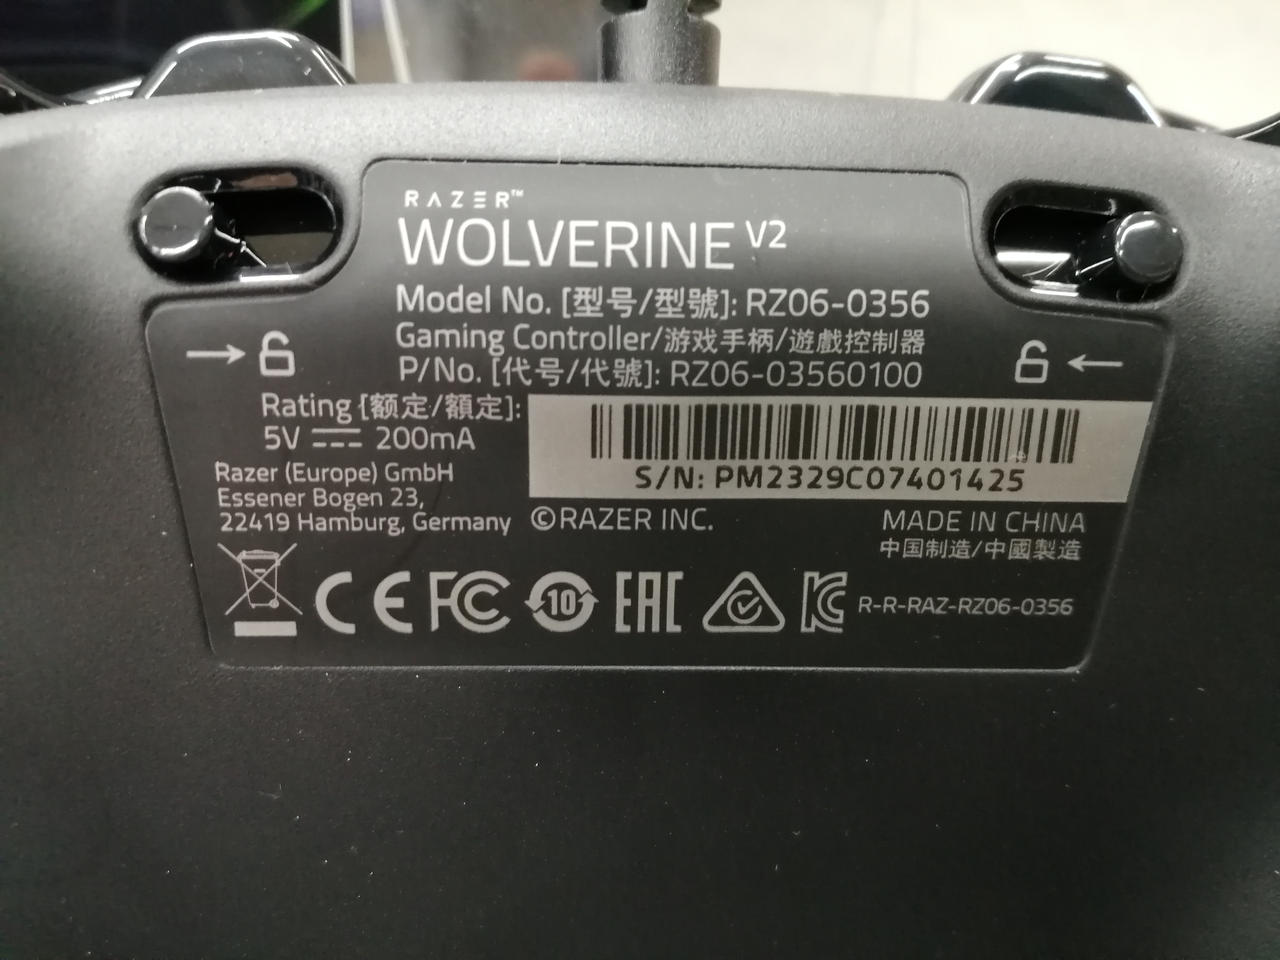 RAZER™
WOLVERINE V2
Model No. [型号/型號]: RZ06-0356
Gaming Controller/游戏手柄/遊戲控制器
P/No. [代号/代號]: RZ06-03560100
Rating [额定/額定]:
5V ⎓ 200mA
S/N: PM2329C07401425
Razer (Europe) GmbH
Essener Bogen 23,
22419 Hamburg, Germany
©RAZER INC.
MADE IN CHINA
中国制造/中國製造
CE FC 10 EAC KC R-R-RAZ-RZ06-0356